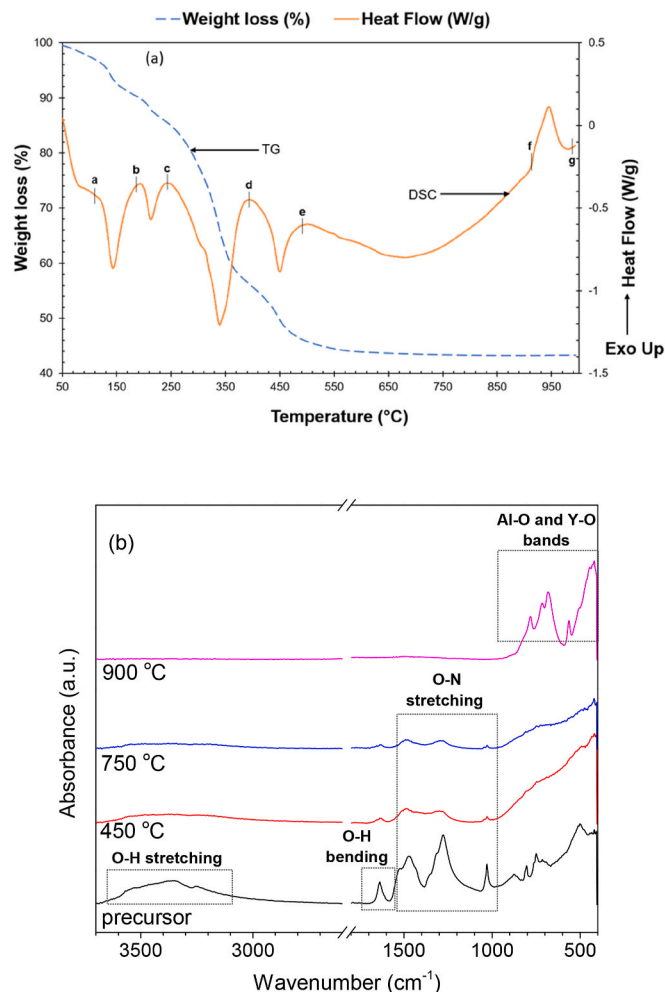 Weight loss (%) Heat Flow (W/g)
(a)
100
90
80
70
60
50
40
Weight loss (%)
0.5
0
-0.5
-1
-1.5
Heat Flow (W/g)
Exo Up
TG
DSC
a
b
c
d
e
f
g
50 150 250 350 450 550 650 750 850 950
Temperature (°C)
(b)
Al-O and Y-O
bands
900 °C
O-N
stretching
750 °C
450 °C
O-H
bending
O-H stretching
precursor
Absorbance (a.u.)
3500 3000 1500 1000 500
Wavenumber (cm⁻¹)